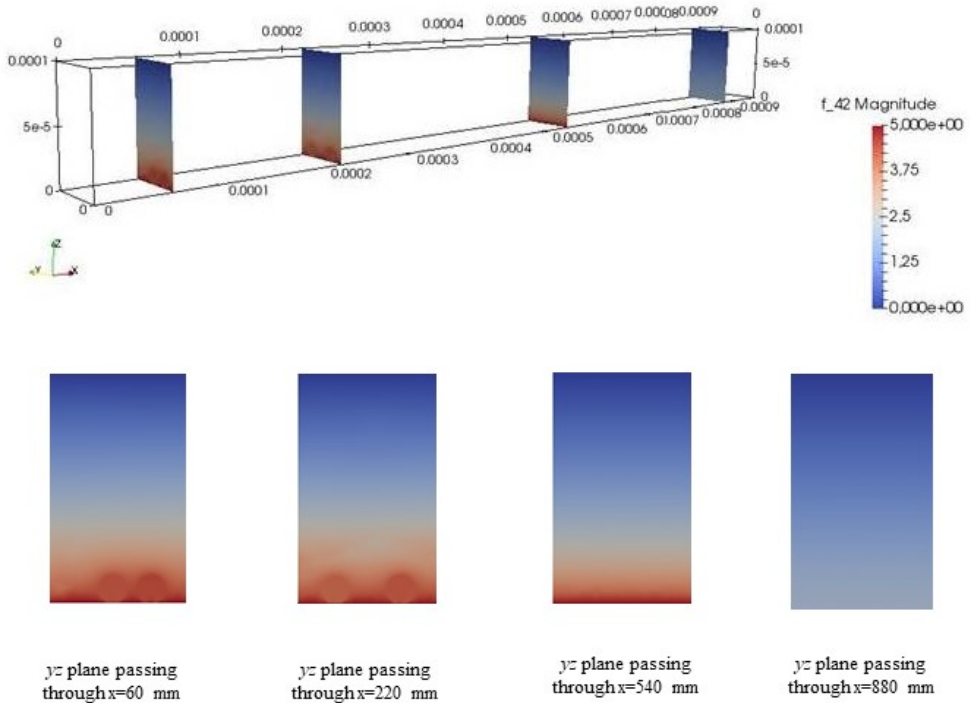 0 0.0001 0.0002 0.0003 0.0004 0.0005 0.0006 0.0007 0.0009 0
0.0001 0.0001
5e-5 5e-5
0 0
0 0 0.0001 0.0002 0.0003 0.0004 0.0005 0.0006 0.0008 0.0009
f_42 Magnitude
5,000e+00
3,75
2,5
1,25
0,000e+00
Z
Y X
yz plane passing
through x=60 mm
yz plane passing
through x=220 mm
yz plane passing
through x=540 mm
yz plane passing
through x=880 mm